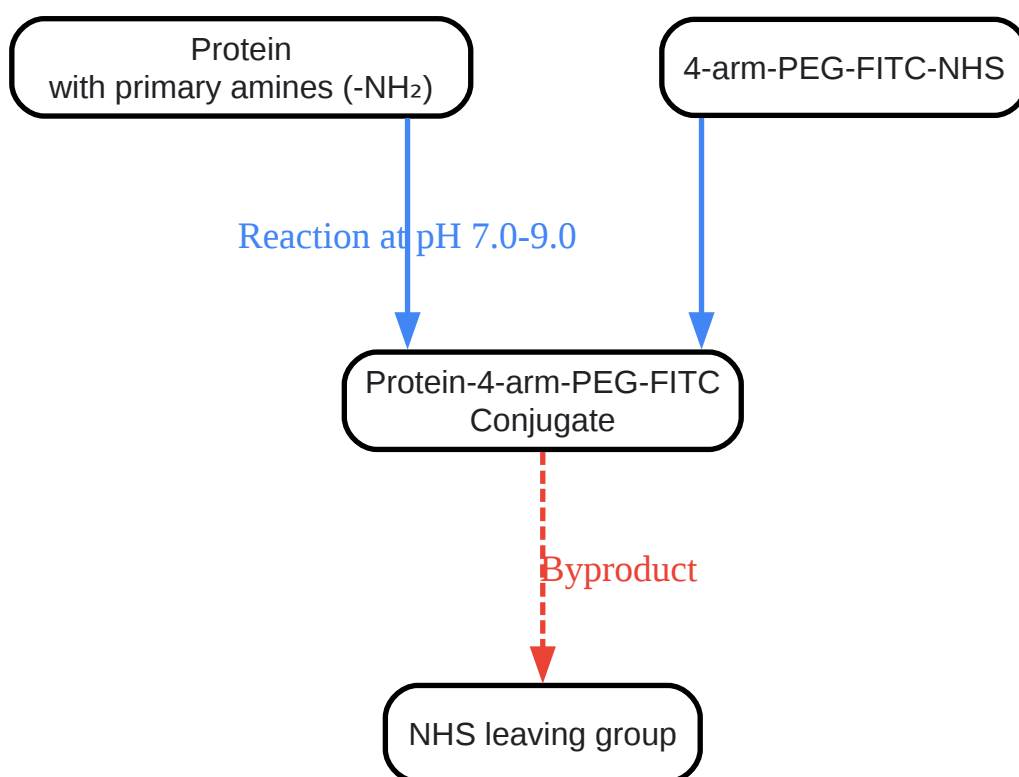 Protein
with primary amines (-NH₂)
4-arm-PEG-FITC-NHS
Reaction at pH 7.0-9.0
Protein-4-arm-PEG-FITC
Conjugate
Byproduct
NHS leaving group